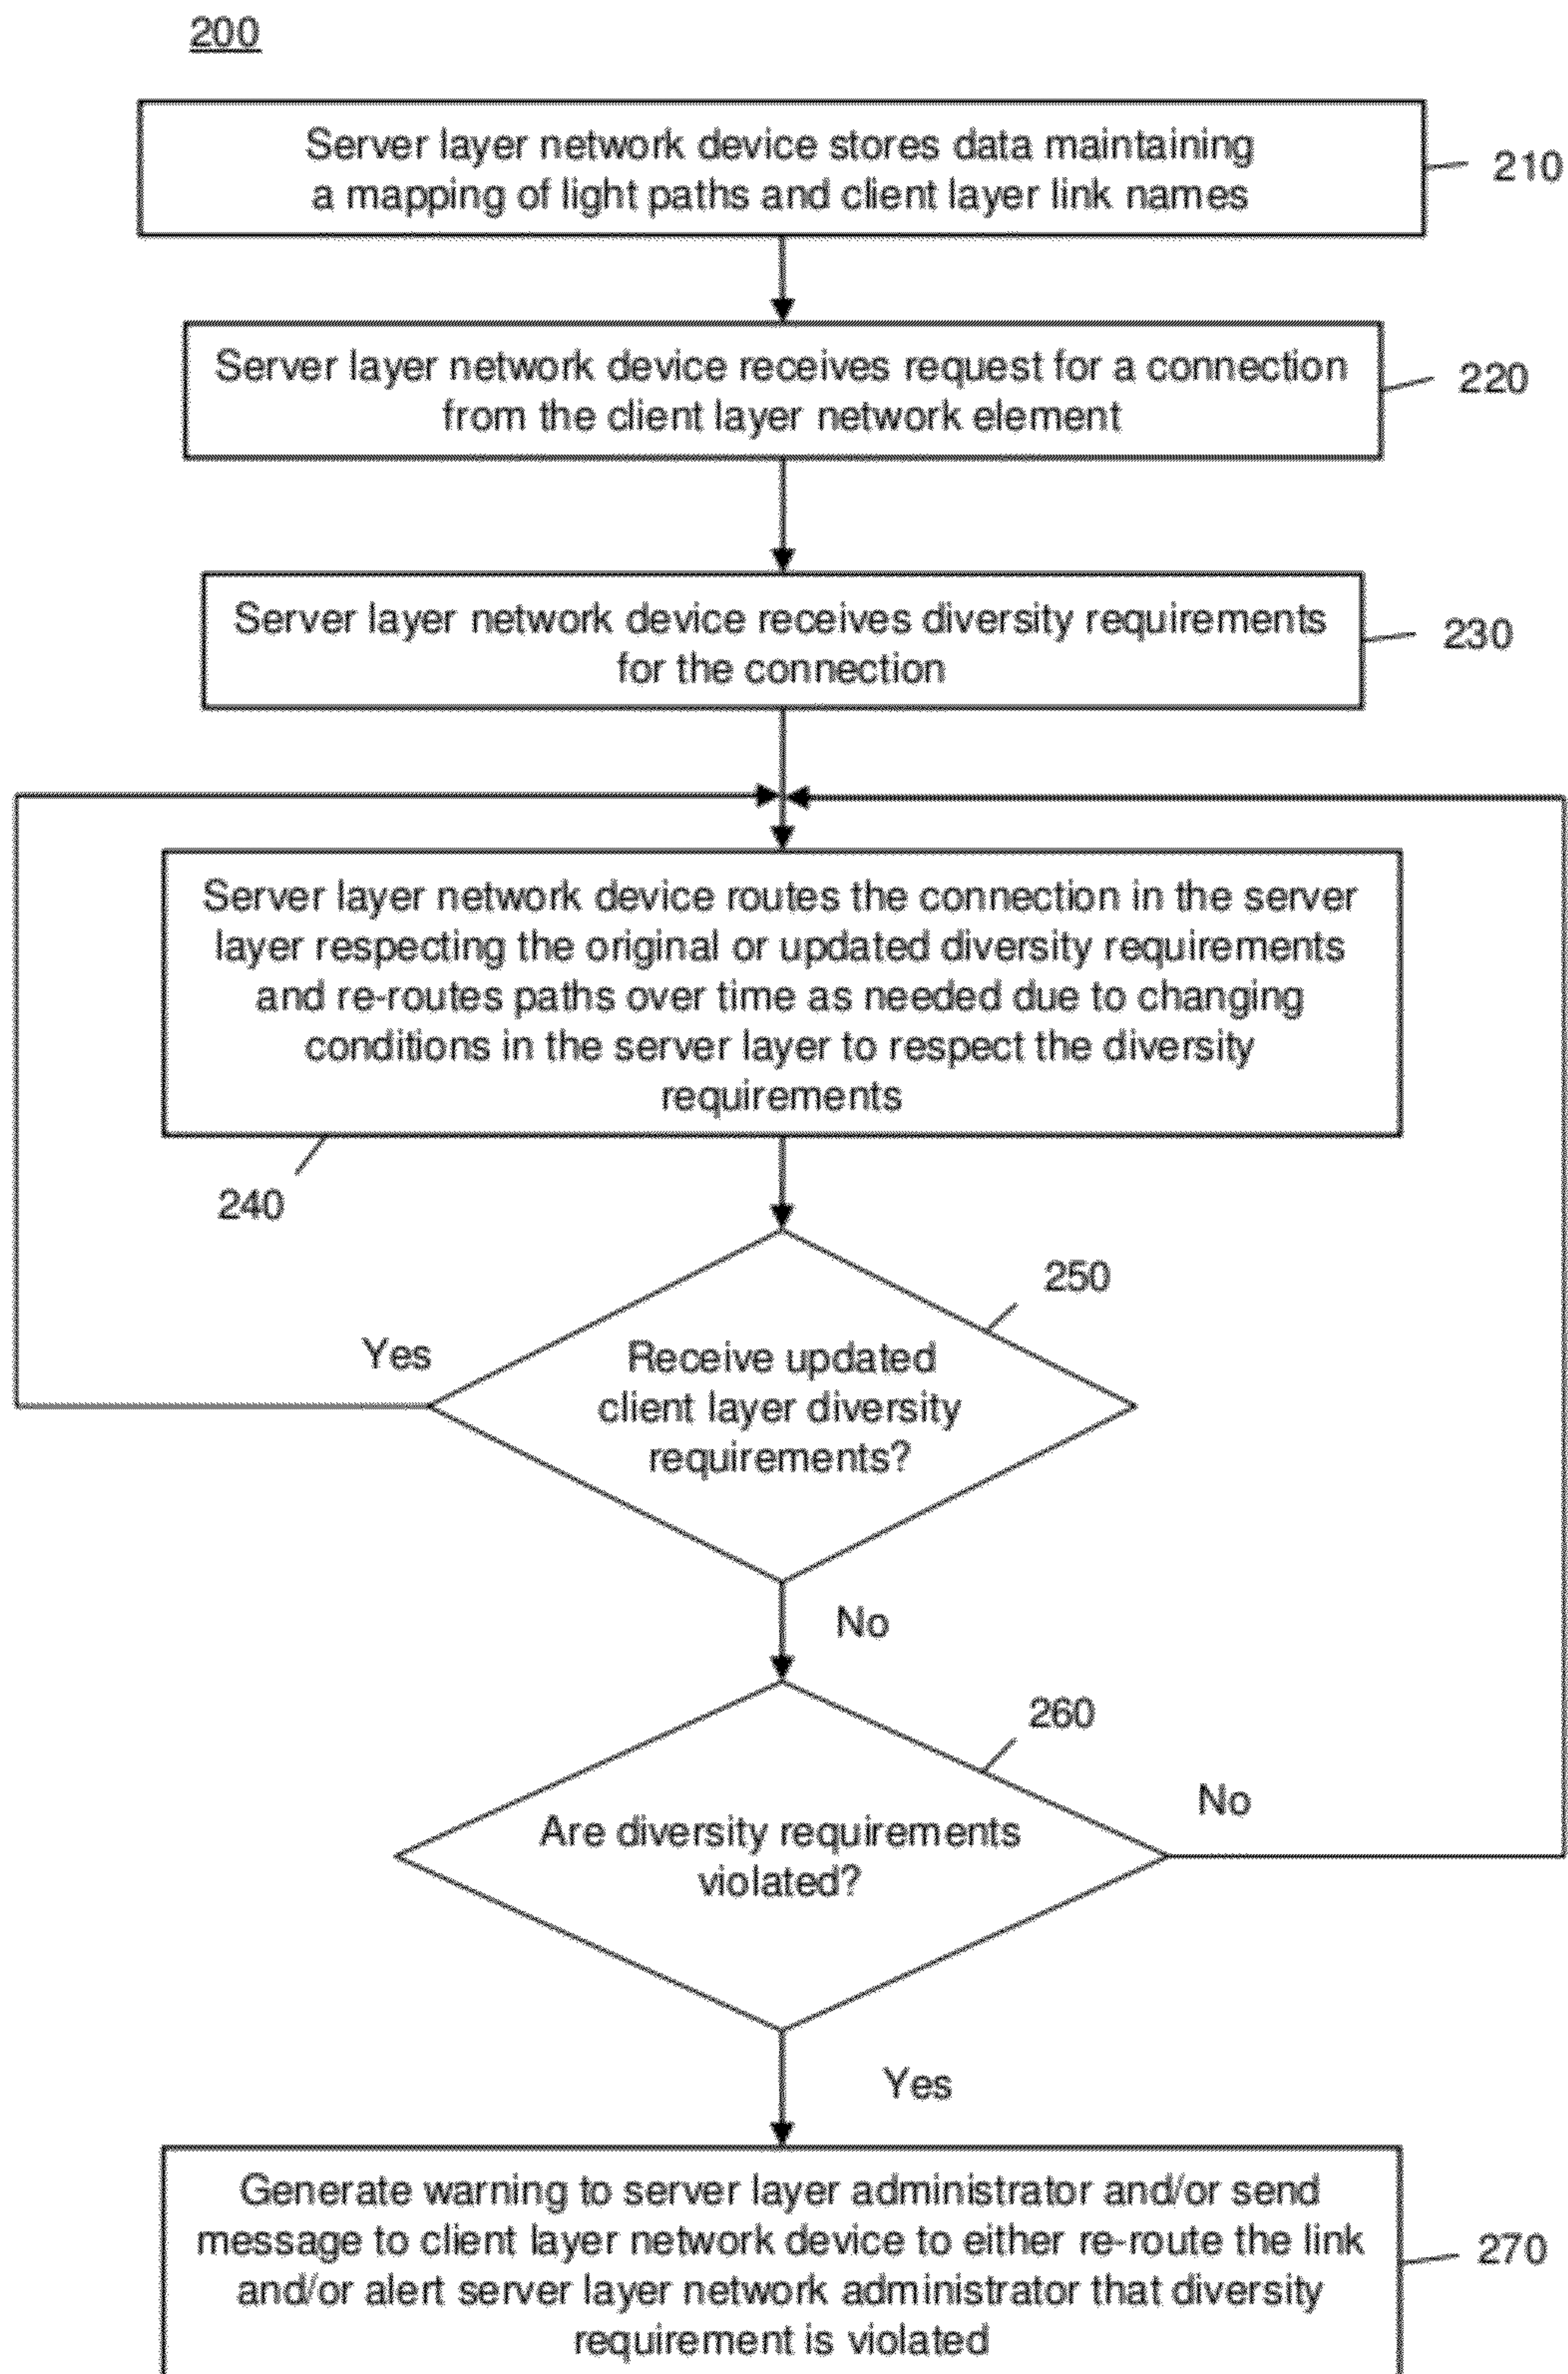 200
Server layer network device stores data maintaining
a mapping of light paths and client layer link names
210
Server layer network device receives request for a connection
from the client layer network element
220
Server layer network device receives diversity requirements
for the connection
230
Server layer network device routes the connection in the server
layer respecting the original or updated diversity requirements
and re-routes paths over time as needed due to changing
conditions in the server layer to respect the diversity
requirements
240
250
Yes
Receive updated
client layer diversity
requirements?
No
260
No
Are diversity requirements
violated?
Yes
Generate warning to server layer administrator and/or send
message to client layer network device to either re-route the link
and/or alert server layer network administrator that diversity
requirement is violated
270